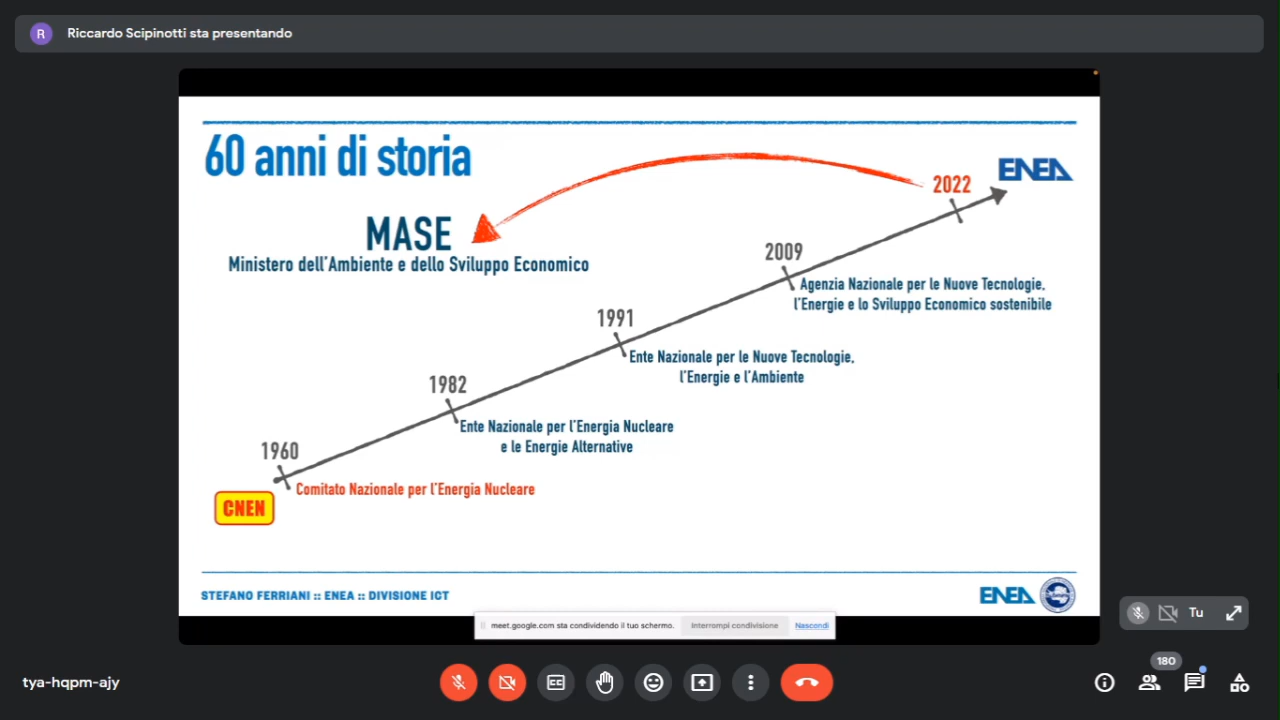 R
Riccardo Scipinotti sta presentando
60 anni di storia
ENEA
2022
MASE
Ministero dell'Ambiente e dello Sviluppo Economico
2009
Agenzia Nazionale per le Nuove Tecnologie,
l'Energie e lo Sviluppo Economico sostenibile
1991
Ente Nazionale per le Nuove Tecnologie,
l'Energie e l'Ambiente
1982
Ente Nazionale per l'Energia Nucleare
e le Energie Alternative
1960
Comitato Nazionale per l'Energia Nucleare
CNEN
STEFANO FERRIANI :: ENEA :: DIVISIONE ICT
ENEA
meet.google.com sta condividendo il tuo schermo.
Interrompi condivisione
Nascondi
Tu
tya-hqpm-ajy
CC
180